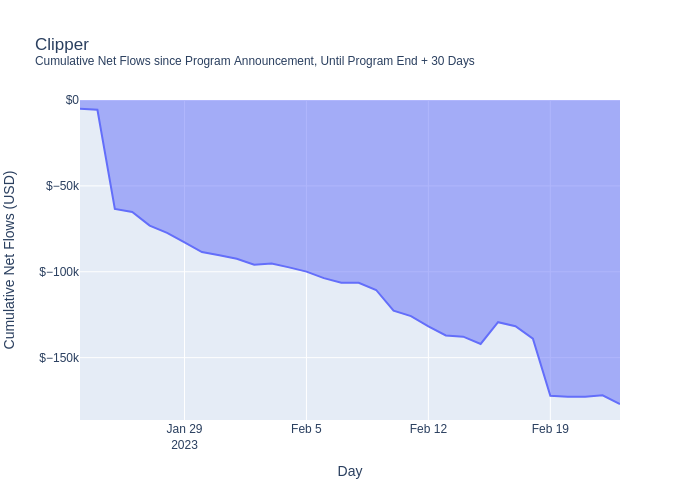 Clipper
Cumulative Net Flows since Program Announcement, Until Program End + 30 Days
Cumulative Net Flows (USD)
$0
$−50k
$−100k
$−150k
Jan 29
2023
Feb 5
Feb 12
Feb 19
Day